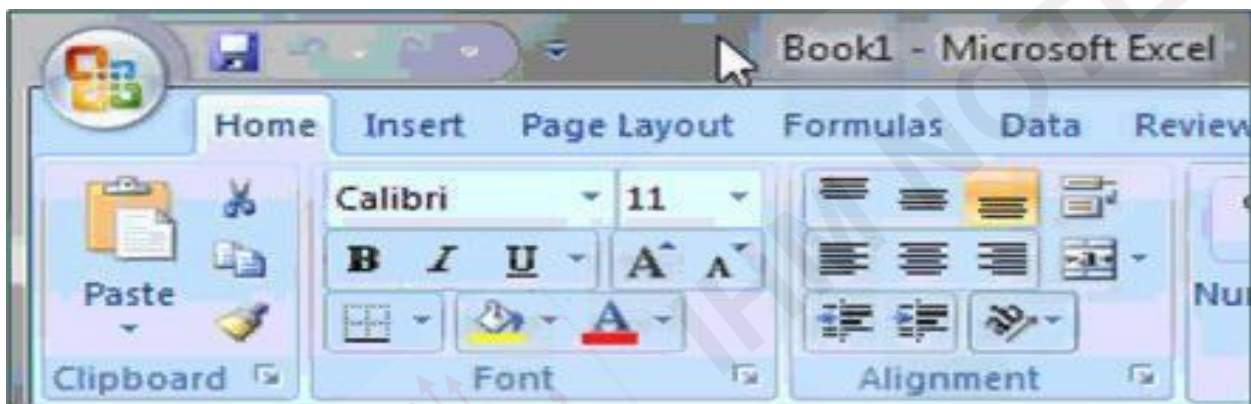 Book1 - Microsoft Excel
Home Insert Page Layout Formulas Data Review
Calibri 11
B I U A A
Paste
A
Clipboard Font Alignment